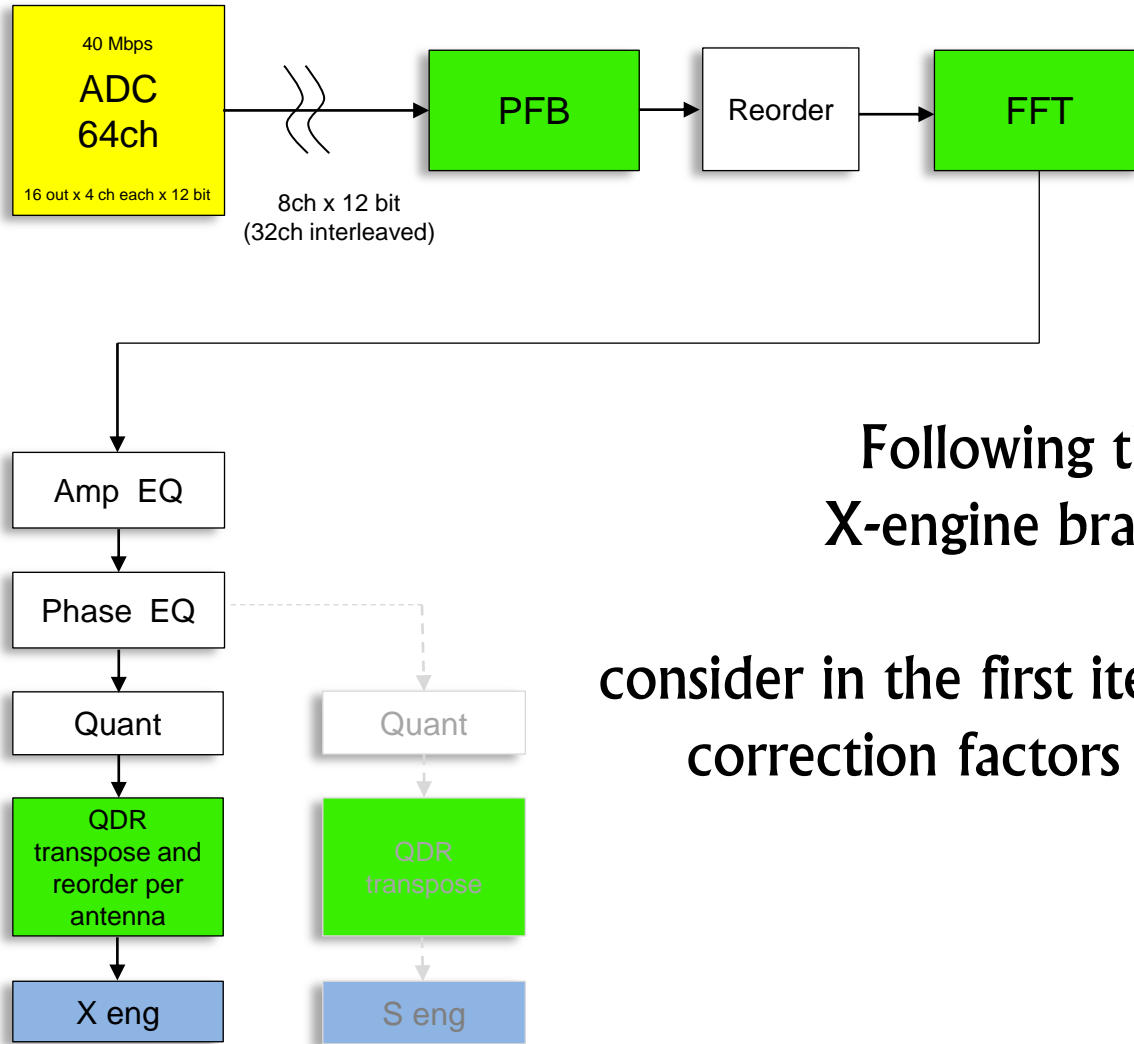 40 Mbps
ADC
64ch
16 out x 4 ch each x 12 bit
8ch x 12 bit
(32ch interleaved)
PFB
Reorder
FFT
Amp EQ
Phase EQ
Quant
QDR
transpose and
reorder per
antenna
X eng
Quant
QDR
transpose
S eng
Following
X-engine
consider in the first
correction factors